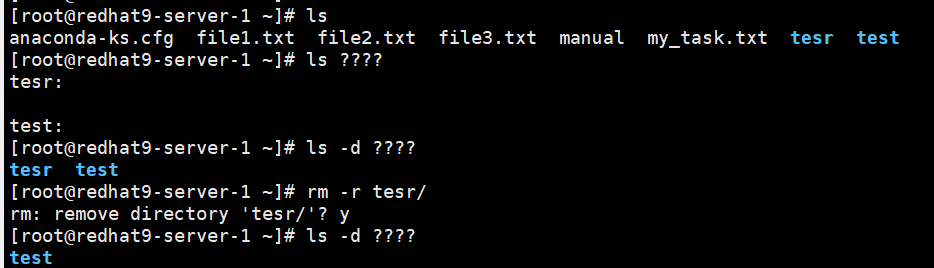 [root@redhat9-server-1 ~]# ls
anaconda-ks.cfg  file1.txt  file2.txt  file3.txt  manual  my_task.txt  tesr  test
[root@redhat9-server-1 ~]# ls ????
tesr:

test:
[root@redhat9-server-1 ~]# ls -d ????
tesr  test
[root@redhat9-server-1 ~]# rm -r tesr/
rm: remove directory 'tesr/'? y
[root@redhat9-server-1 ~]# ls -d ????
test